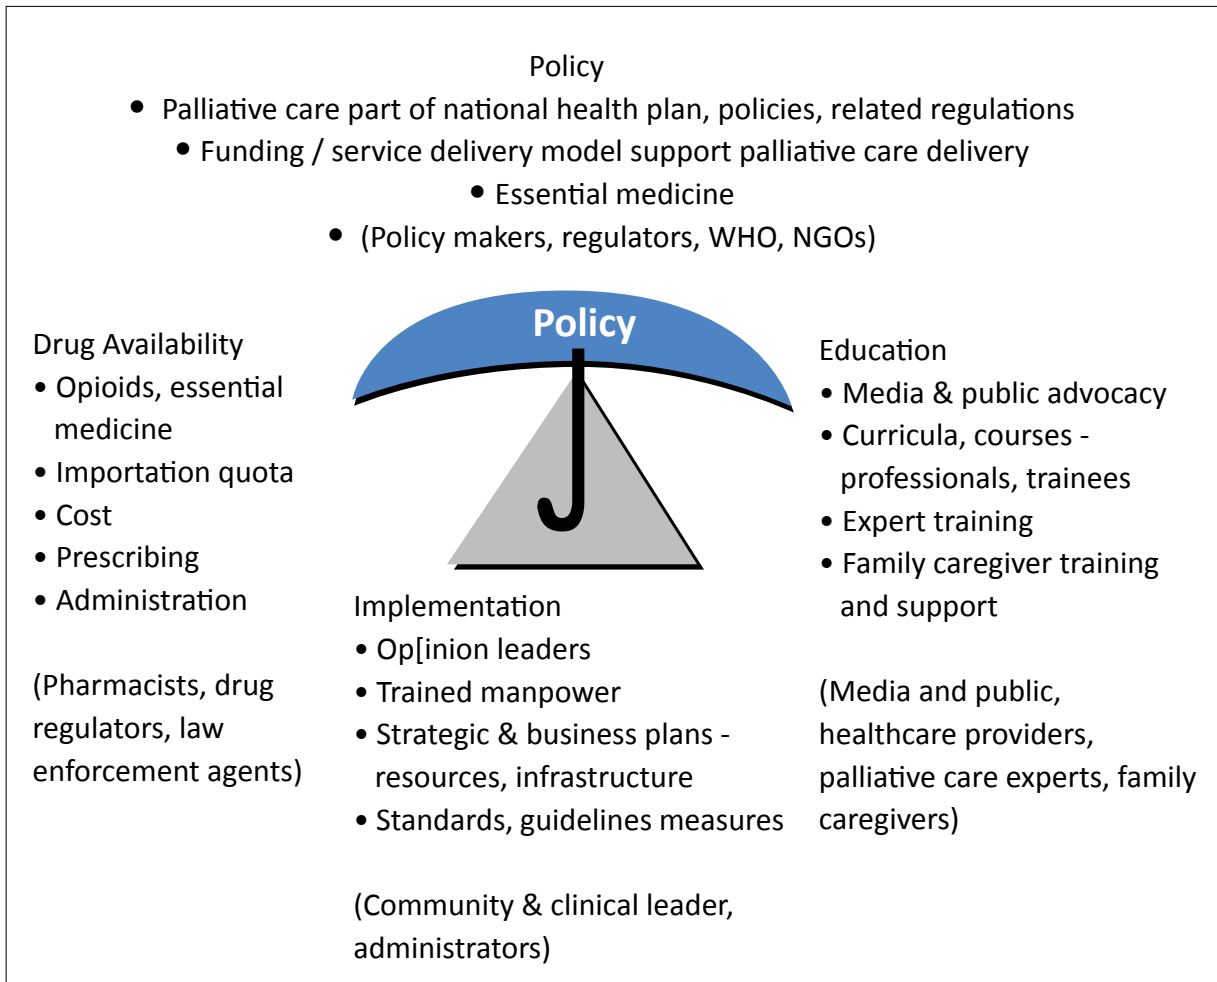 Policy
• Palliative care part of national health plan, policies, related regulations
• Funding / service delivery model support palliative care delivery
• Essential medicine
• (Policy makers, regulators, WHO, NGOs)
Policy
Drug Availability
• Opioids, essential
medicine
• Importation quota
• Cost
• Prescribing
• Administration
(Pharmacists, drug
regulators, law
enforcement agents)
Implementation
• Op[inion leaders
• Trained manpower
• Strategic & business plans -
resources, infrastructure
• Standards, guidelines measures
(Community & clinical leader,
administrators)
Education
• Media & public advocacy
• Curricula, courses -
professionals, trainees
• Expert training
• Family caregiver training
and support
(Media and public,
healthcare providers,
palliative care experts, family
caregivers)